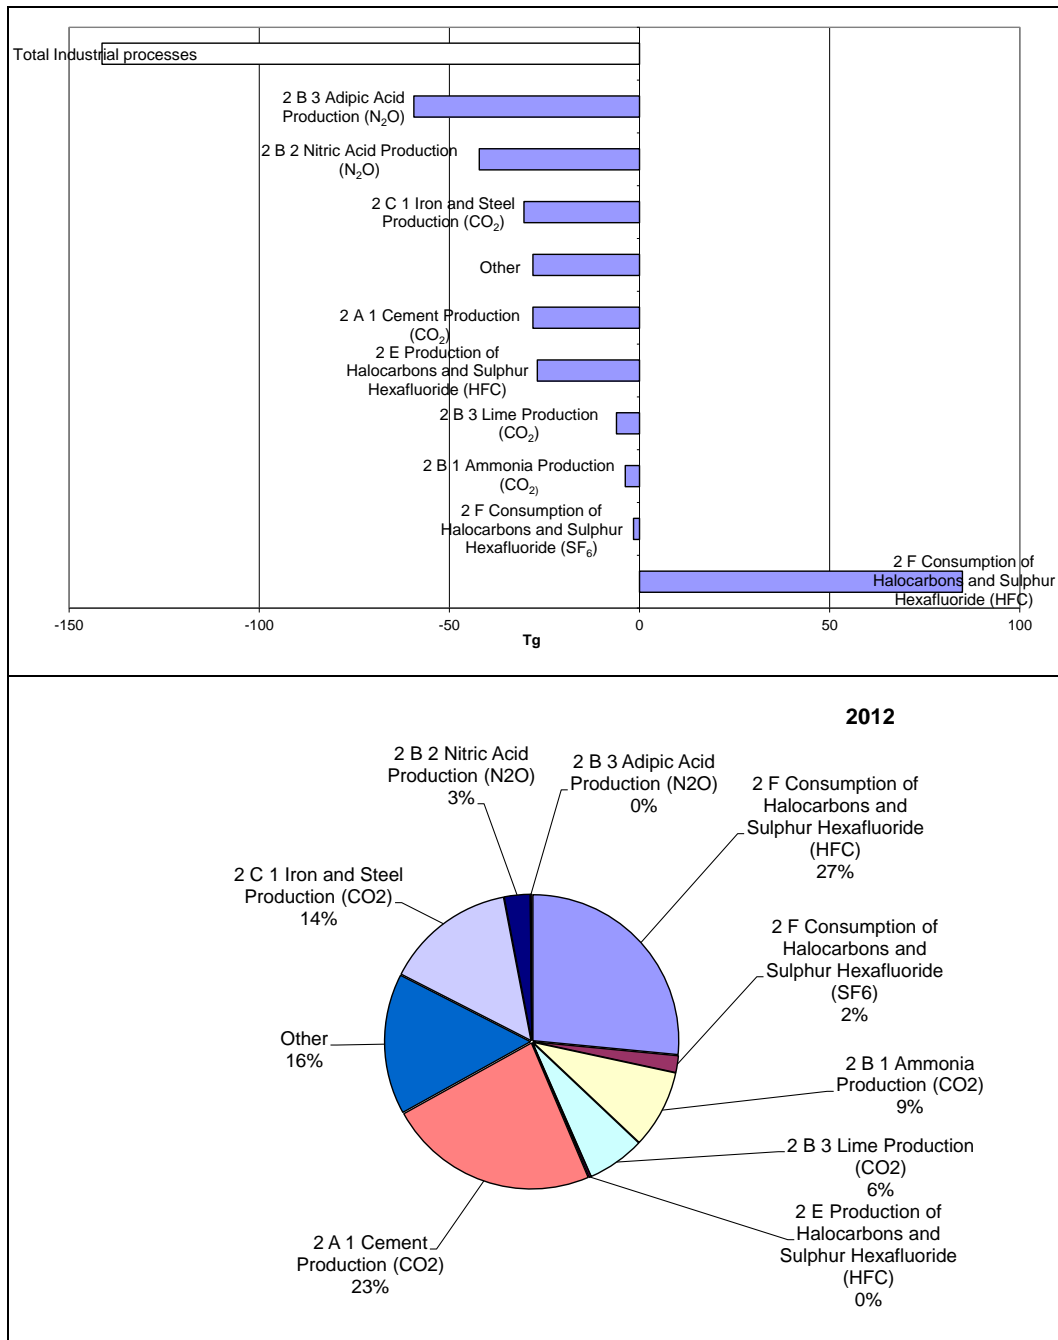 Total Industrial processes
2 B 3 Adipic Acid
Production (N₂O)
2 B 2 Nitric Acid Production
(N₂O)
2 C 1 Iron and Steel
Production (CO₂)
Other
2 A 1 Cement Production
(CO₂)
2 E Production of
Halocarbons and Sulphur
Hexafluoride (HFC)
2 B 3 Lime Production
(CO₂)
2 B 1 Ammonia Production
(CO₂)
2 F Consumption of
Halocarbons and Sulphur
Hexafluoride (SF₆)
2 F Consumption of
Halocarbons and Sulphur
Hexafluoride (HFC)
-150 -100 -50 0 50 100
Tg
2012
2 B 2 Nitric Acid
Production (N2O)
3%
2 B 3 Adipic Acid
Production (N2O)
0%
2 F Consumption of
Halocarbons and
Sulphur Hexafluoride
(HFC)
27%
2 C 1 Iron and Steel
Production (CO2)
14%
2 F Consumption of
Halocarbons and
Sulphur Hexafluoride
(SF6)
2%
Other
16%
2 B 1 Ammonia
Production (CO2)
9%
2 B 3 Lime Production
(CO2)
6%
2 E Production of
Halocarbons and
Sulphur Hexafluoride
(HFC)
0%
2 A 1 Cement
Production (CO2)
23%